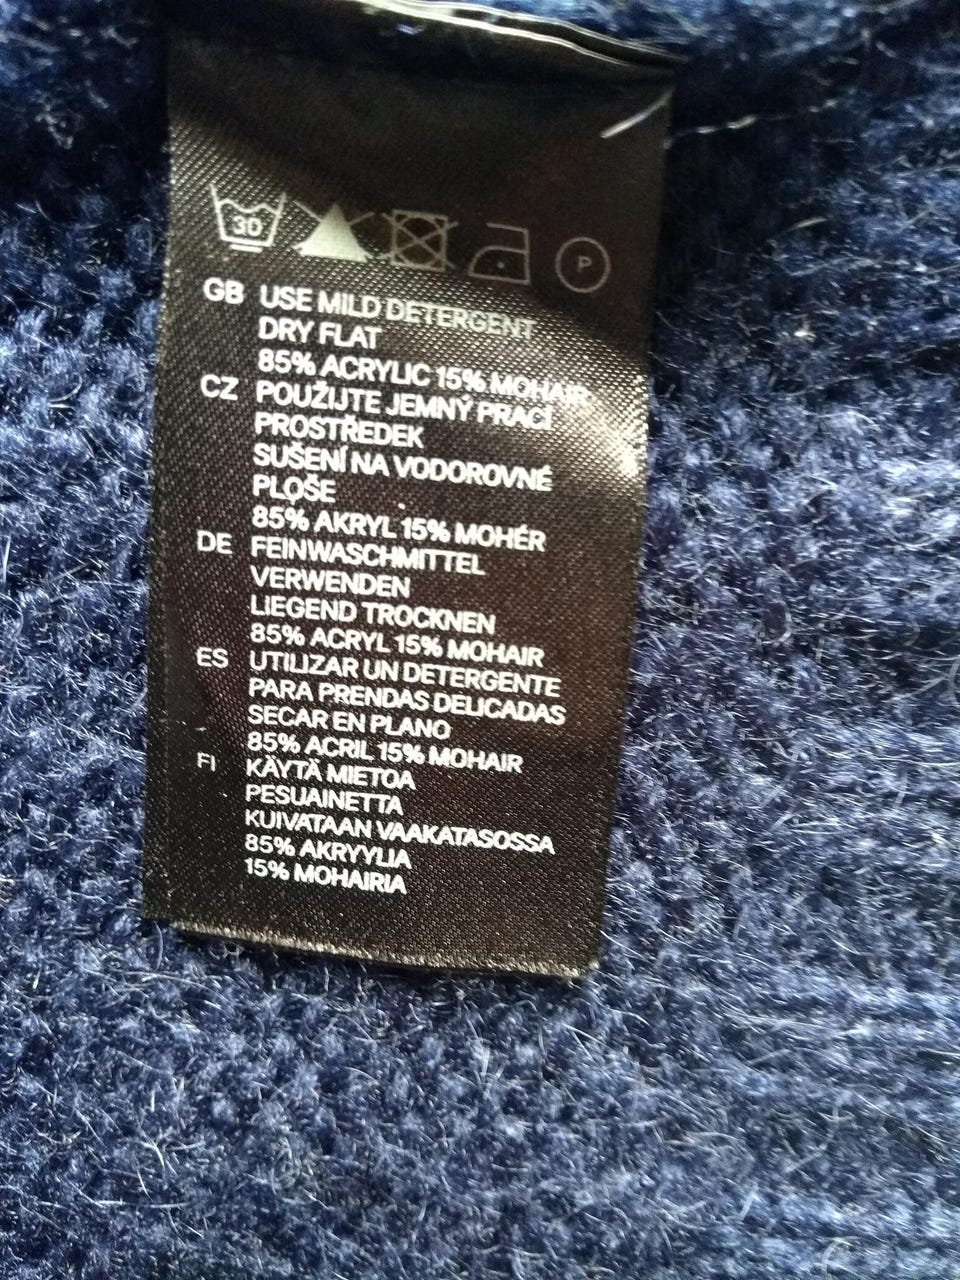 30
P
GB USE MILD DETERGENT
DRY FLAT
85% ACRYLIC 15% MOHAIR
CZ POUŽIJTE JEMNÝ PRACÍ
PROSTŘEDEK
SUŠENÍ NA VODOROVNÉ
PLOŠE
85% AKRYL 15% MOHÉR
DE FEINWASCHMITTEL
VERWENDEN
LIEGEND TROCKNEN
85% ACRYL 15% MOHAIR
ES UTILIZAR UN DETERGENTE
PARA PRENDAS DELICADAS
SECAR EN PLANO
85% ACRIL 15% MOHAIR
FI KÄYTÄ MIETOA
PESUAINETTA
KUIVATAAN VAAKATASOSSA
85% AKRYYLIA
15% MOHAIRIA